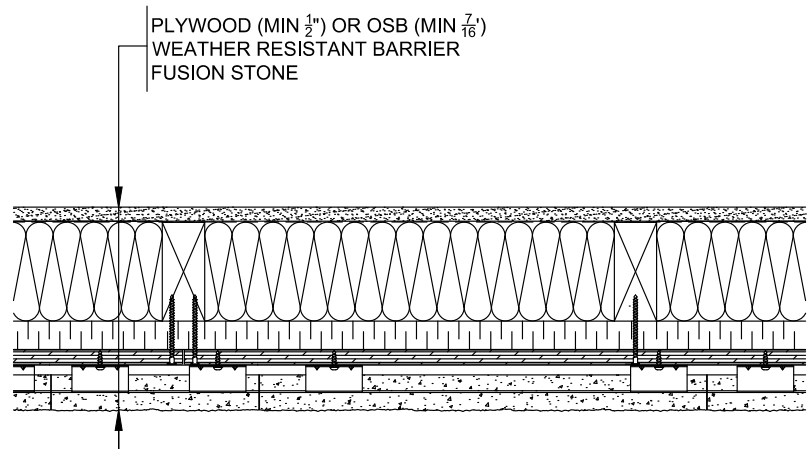 PLYWOOD (MIN 1/2") OR OSB (MIN 7/16')
WEATHER RESISTANT BARRIER
FUSION STONE